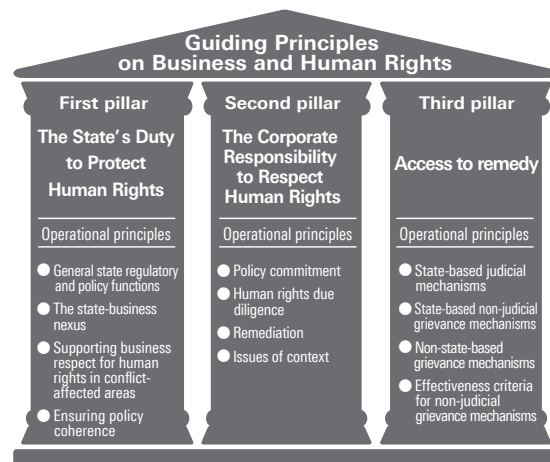 Guiding Principles
on Business and Human Rights
First pillar
The State's Duty
to Protect
Human Rights
Operational principles
● General state regulatory
and policy functions
● The state-business
nexus
● Supporting business
respect for human
rights in conflict-
affected areas
● Ensuring policy
coherence
Second pillar
The Corporate
Responsibility
to Respect
Human Rights
Operational principles
● Policy commitment
● Human rights due
diligence
● Remediation
● Issues of context
Third pillar
Access to remedy
Operational principles
● State-based judicial
mechanisms
● State-based non-judicial
grievance mechanisms
● Non-state-based
grievance mechanisms
● Effectiveness criteria
for non-judicial
grievance mechanisms